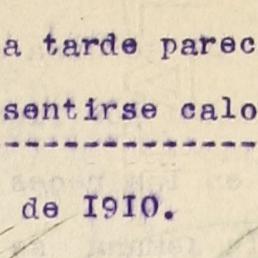 a tarde parec
sentirse calo
-------------
de 1910.